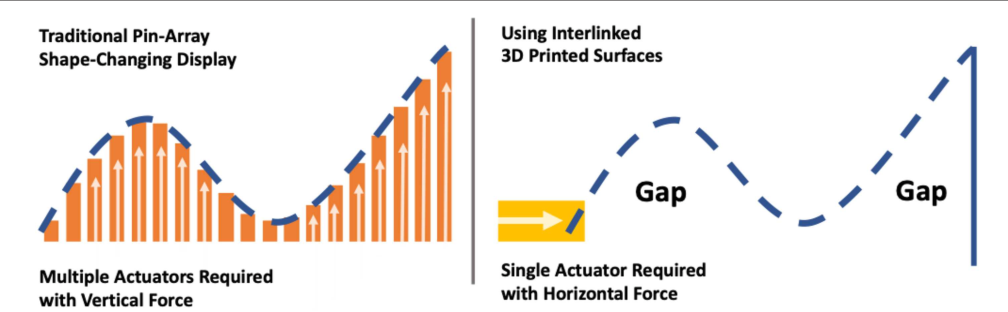 Traditional Pin-Array
Shape-Changing Display
Multiple Actuators Required
with Vertical Force
Using Interlinked
3D Printed Surfaces
Gap
Gap
Single Actuator Required
with Horizontal Force